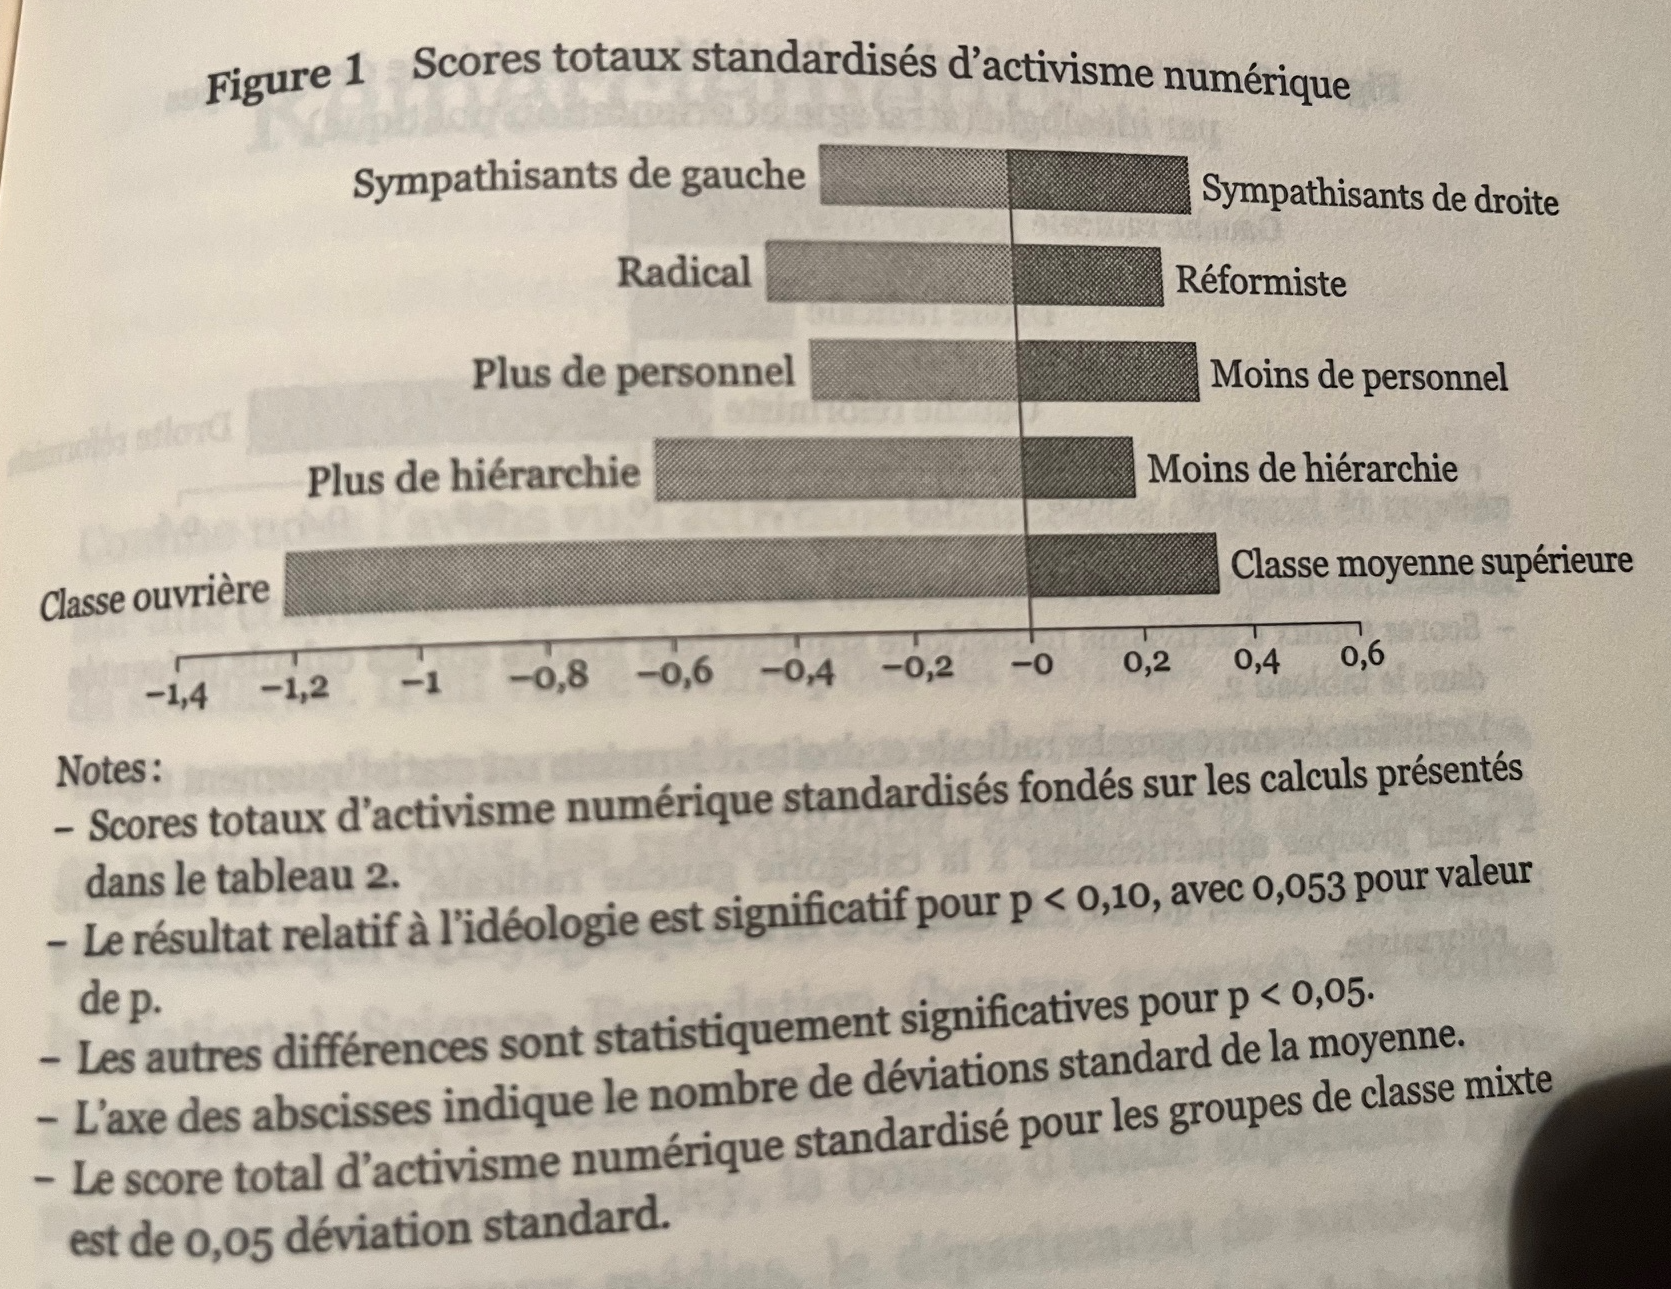 Figure 1 Scores totaux standardisés d'activisme numérique
Sympathisants de gauche Sympathisants de droite
Radical Réformiste
Plus de personnel Moins de personnel
Plus de hiérarchie Moins de hiérarchie
Classe ouvrière Classe moyenne supérieure
−1,4 −1,2 −1 −0,8 −0,6 −0,4 −0,2 −0 0,2 0,4 0,6
Notes :
– Scores totaux d'activisme numérique standardisés fondés sur les calculs présentés
dans le tableau 2.
– Le résultat relatif à l'idéologie est significatif pour p < 0,10, avec 0,053 pour valeur
de p.
– Les autres différences sont statistiquement significatives pour p < 0,05.
– L'axe des abscisses indique le nombre de déviations standard de la moyenne.
– Le score total d'activisme numérique standardisé pour les groupes de classe mixte
est de 0,05 déviation standard.